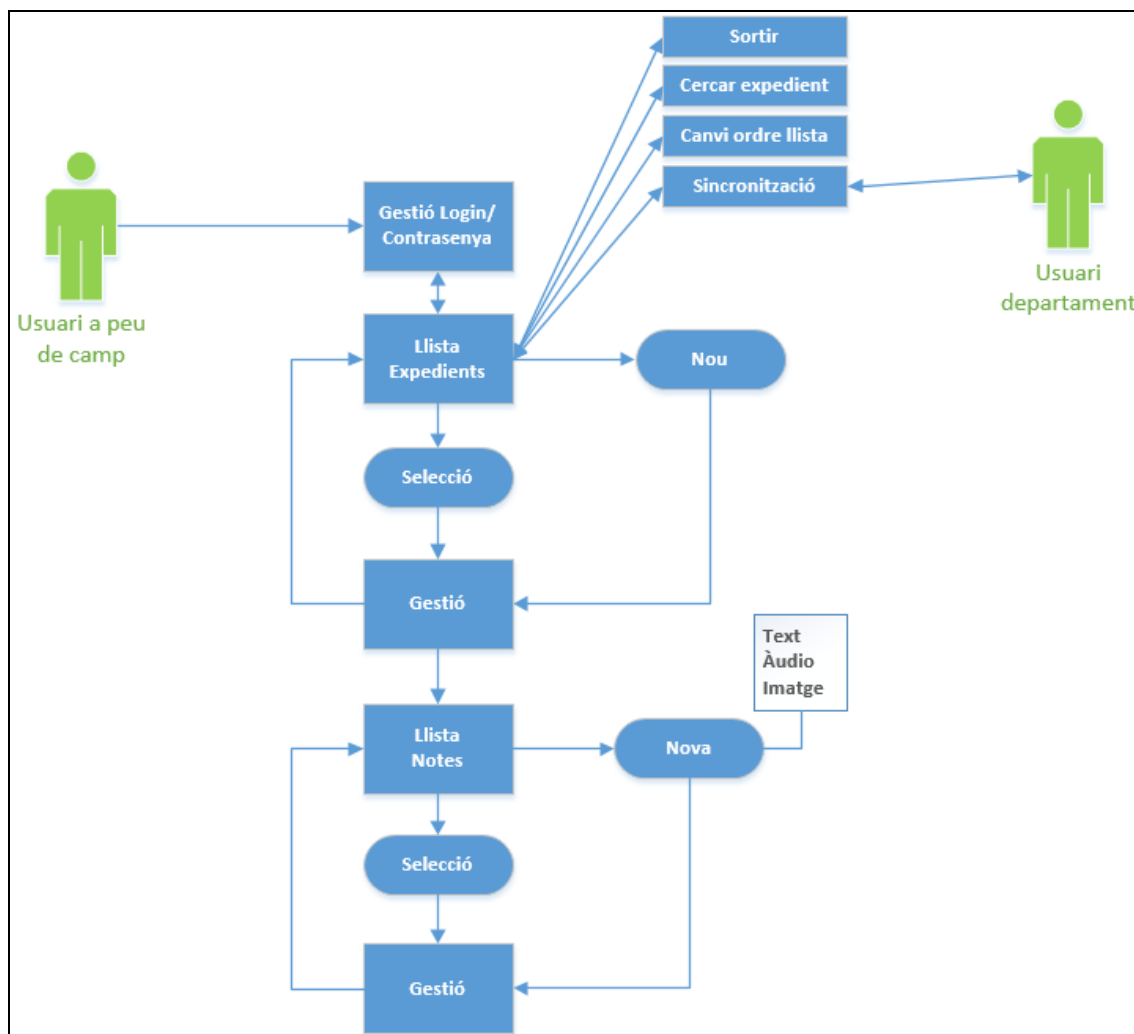 Sortir
Cercar expedient
Canvi ordre llista
Sincronització
Usuari
departament
Gestió Login/
Contrasenya
Usuari a peu
de camp
Llista
Expedients
Nou
Selecció
Gestió
Text
Àudio
Imatge
Llista
Notes
Nova
Selecció
Gestió